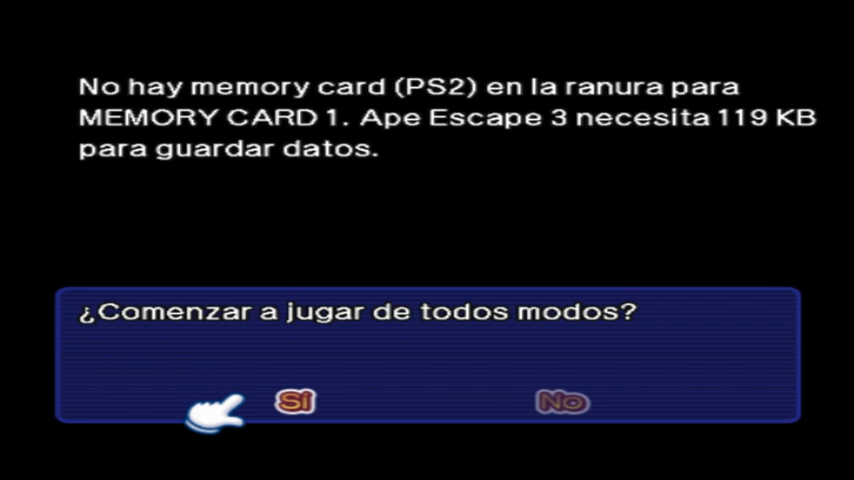 No hay memory card (PS2) en la ranura para
MEMORY CARD 1. Ape Escape 3 necesita 119 KB
para guardar datos.
¿Comenzar a jugar de todos modos?
Sí No